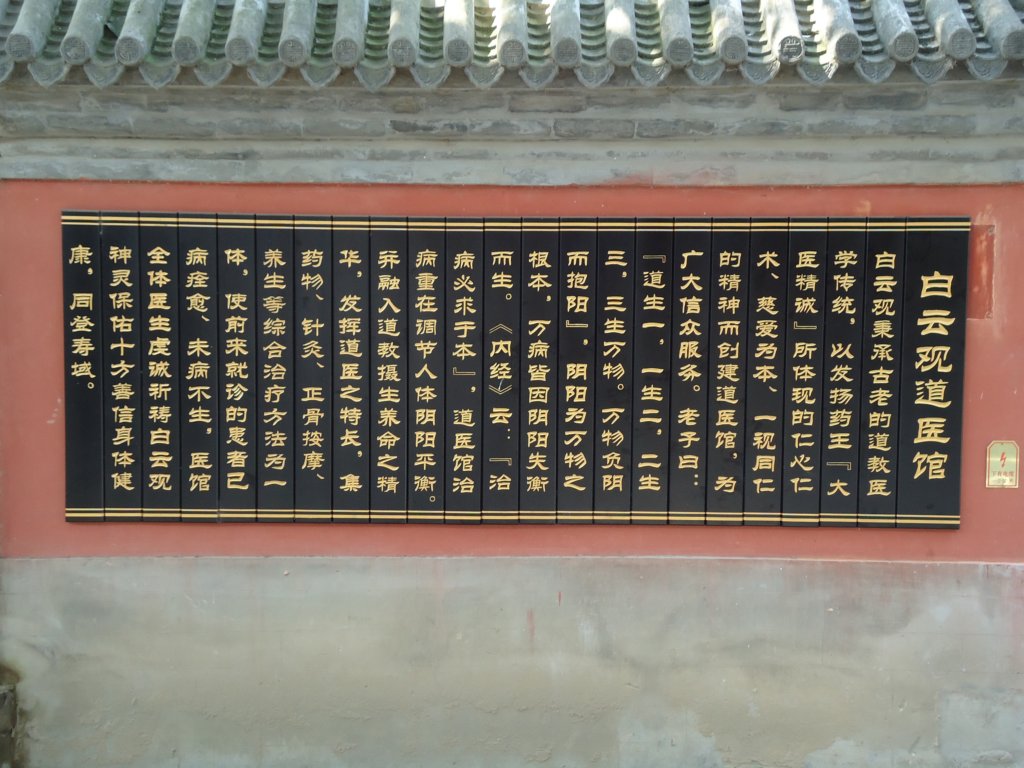 白云观道医馆
白云观秉承古老的道教医
学传统，以发扬药王『大
医精诚』所体现的仁心仁
术、慈爱为本、一视同仁
的精神而创建道医馆，为
广大信众服务。老子曰：
『道生一，一生二，二生
三，三生万物。万物负阴
而抱阳』，阴阳为万物之
根本，万病皆因阴阳失衡
而生。《内经》云：『治
病必求于本』，道医馆治
病重在调节人体阴阳平衡。
并融入道教摄生养命之精
华，发挥道医之特长，集
药物、针灸、正骨按摩、
养生等综合治疗方法为一
体，使前来就诊的患者已
病痊愈、未病不生，医馆
全体医生虔诚祈祷白云观
神灵保佑十方善信身体健
康，同登寿域。